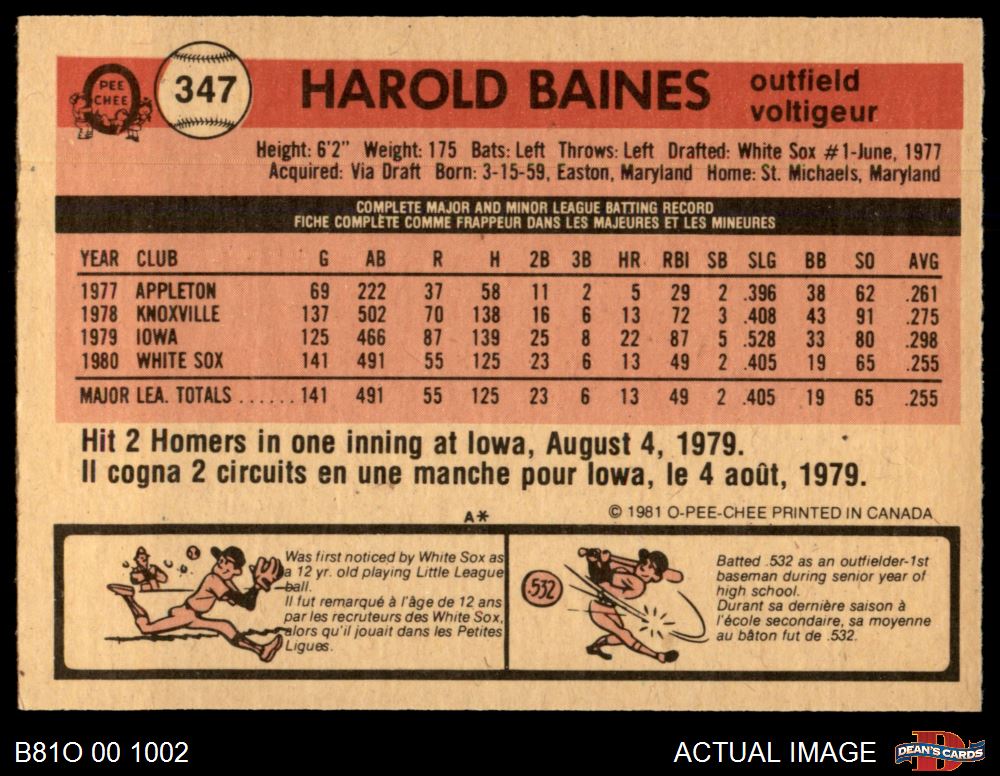 PEE CHEE
347
HAROLD BAINES
outfield
voltigeur
Height: 6'2" Weight: 175 Bats: Left Throws: Left Drafted: White Sox #1-June, 1977
Acquired: Via Draft Born: 3-15-59, Easton, Maryland Home: St. Michaels, Maryland
COMPLETE MAJOR AND MINOR LEAGUE BATTING RECORD
FICHE COMPLÈTE COMME FRAPPEUR DANS LES MAJEURES ET LES MINEURES
YEAR CLUB G AB R H 2B 3B HR RBI SB SLG BB SO AVG
1977 APPLETON 69 222 37 58 11 2 5 29 2 .396 38 62 .261
1978 KNOXVILLE 137 502 70 138 16 6 13 72 3 .408 43 91 .275
1979 IOWA 125 466 87 139 25 8 22 87 5 .528 33 80 .298
1980 WHITE SOX 141 491 55 125 23 6 13 49 2 .405 19 65 .255
MAJOR LEA. TOTALS ...... 141 491 55 125 23 6 13 49 2 .405 19 65 .255
Hit 2 Homers in one inning at Iowa, August 4, 1979.
Il cogna 2 circuits en une manche pour Iowa, le 4 août, 1979.
A* © 1981 O-PEE-CHEE PRINTED IN CANADA
Was first noticed by White Sox as
a 12 yr. old playing Little League
ball.
Il fut remarqué à l'âge de 12 ans
par les recruteurs des White Sox,
alors qu'il jouait dans les Petites
Ligues.
.532
Batted .532 as an outfielder-1st
baseman during senior year of
high school.
Durant sa dernière saison à
l'école secondaire, sa moyenne
au bâton fut de .532.
B81O 00 1002
ACTUAL IMAGE
DEAN'S CARDS